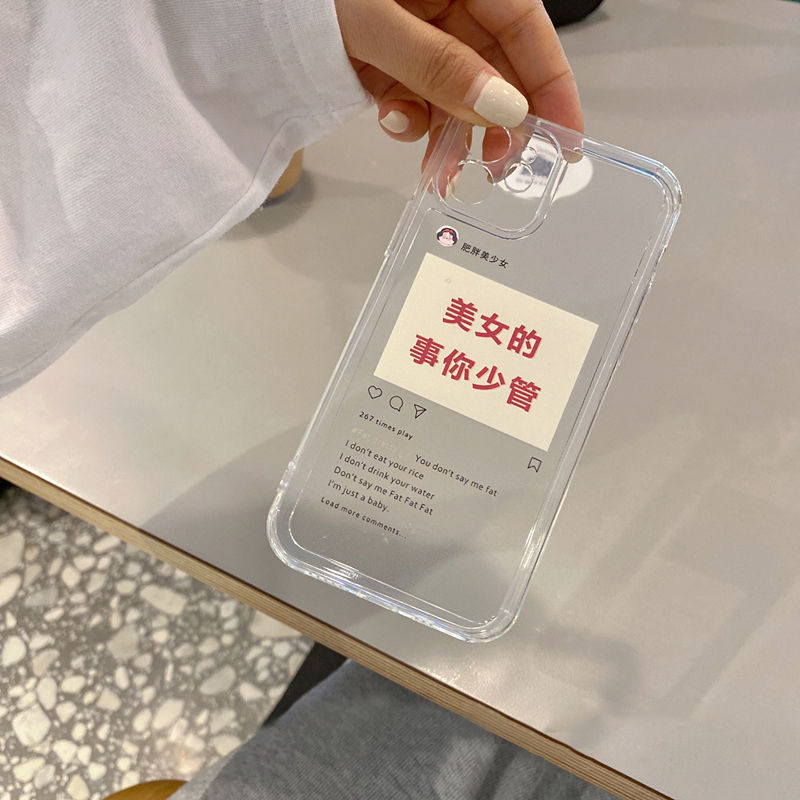 肥胖美少女
美女的
事你少管
267 times play
You don't say me fat
I don't eat your rice
I don't drink your water
Don't say me Fat Fat Fat
I'm just a baby.
Load more comments...